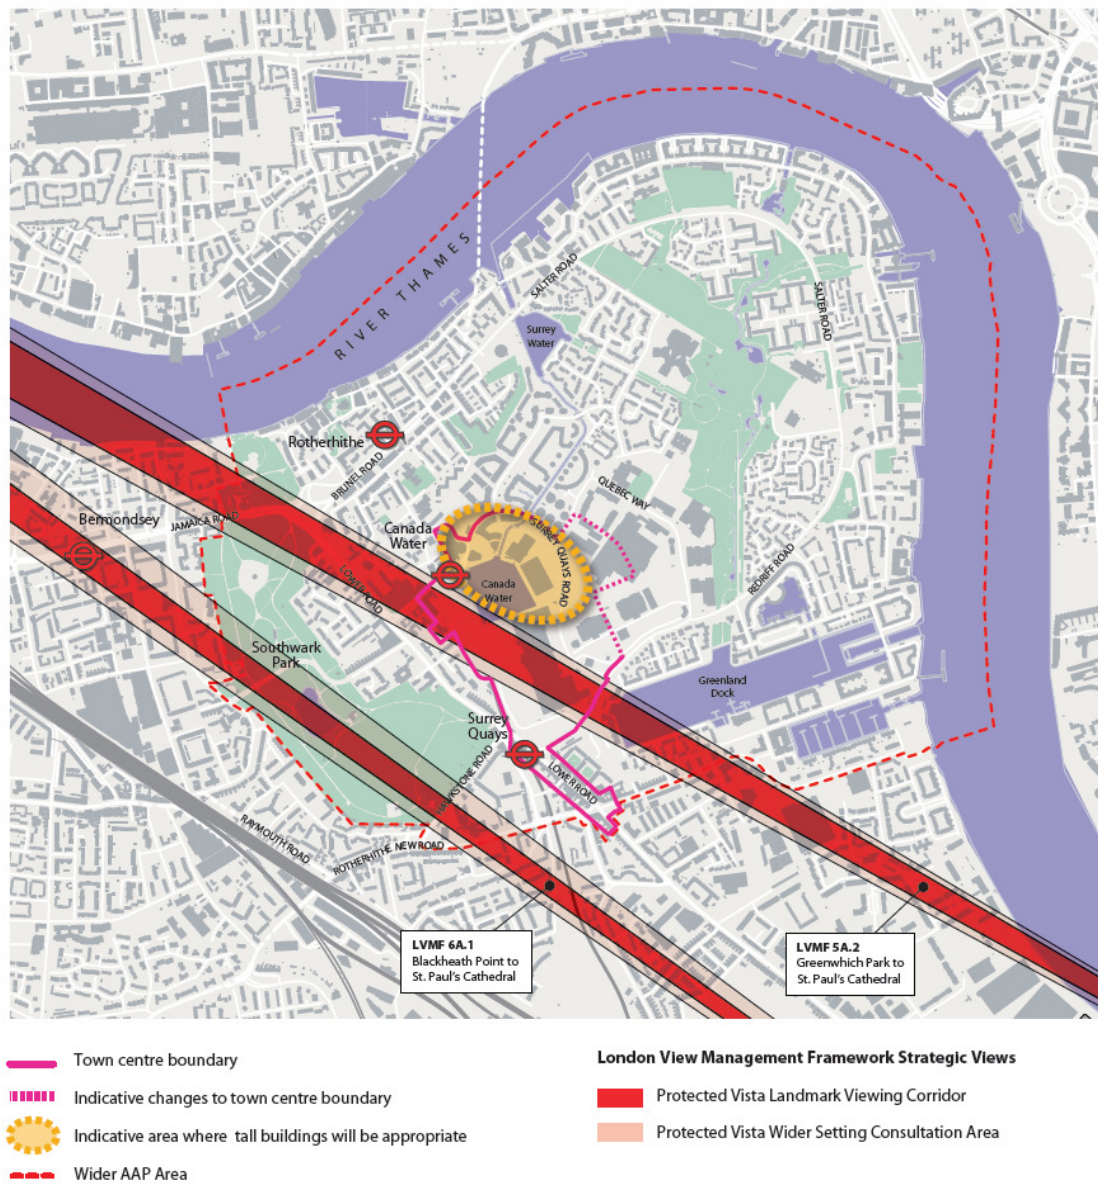 RIVER THAMES
SALTER ROAD
SALTER ROAD
Surrey
Water
Rotherhithe
BRUNEL ROAD
QUEBEC WAY
Bermondsey
JAMAICA ROAD
Canada
Water
SURREY QUAYS ROAD
Canada
Water
LOWER ROAD
REDRIFF ROAD
Southwark
Park
Greenland
Dock
Surrey
Quays
LOWER ROAD
HAWKSTONE ROAD
RAYMOUTH ROAD
ROTHERHITHE NEW ROAD
LVMF 6A.1
Blackheath Point to
St. Paul's Cathedral
LVMF 5A.2
Greenwhich Park to
St. Paul's Cathedral
Town centre boundary
Indicative changes to town centre boundary
Indicative area where tall buildings will be appropriate
Wider AAP Area
London View Management Framework Strategic Views
Protected Vista Landmark Viewing Corridor
Protected Vista Wider Setting Consultation Area